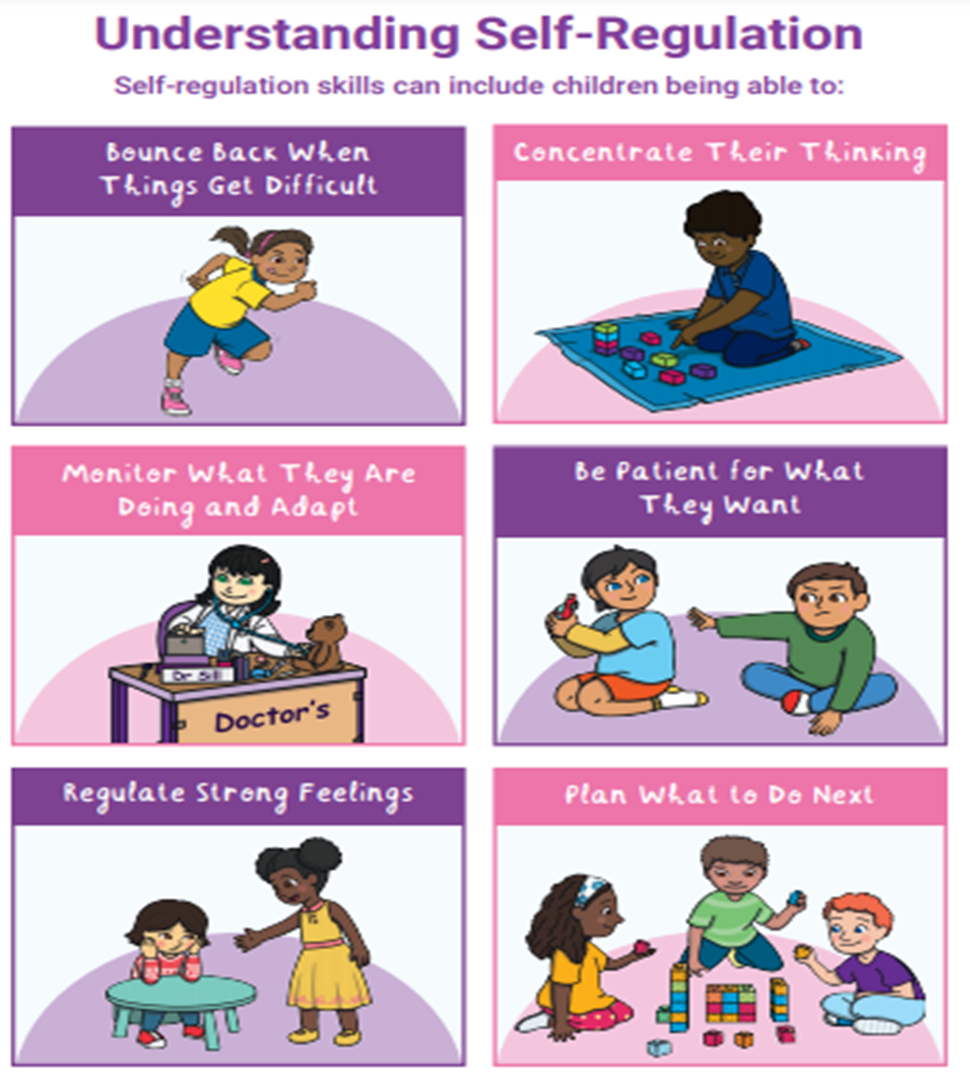 Understanding Self-Regulation
Self-regulation skills can include children being able to:
Bounce Back When
Things Get Difficult
Concentrate Their Thinking
Monitor What They Are
Doing and Adapt
Dr Sill
Doctor's
Be Patient for What
They Want
Regulate Strong Feelings
Plan What to Do Next